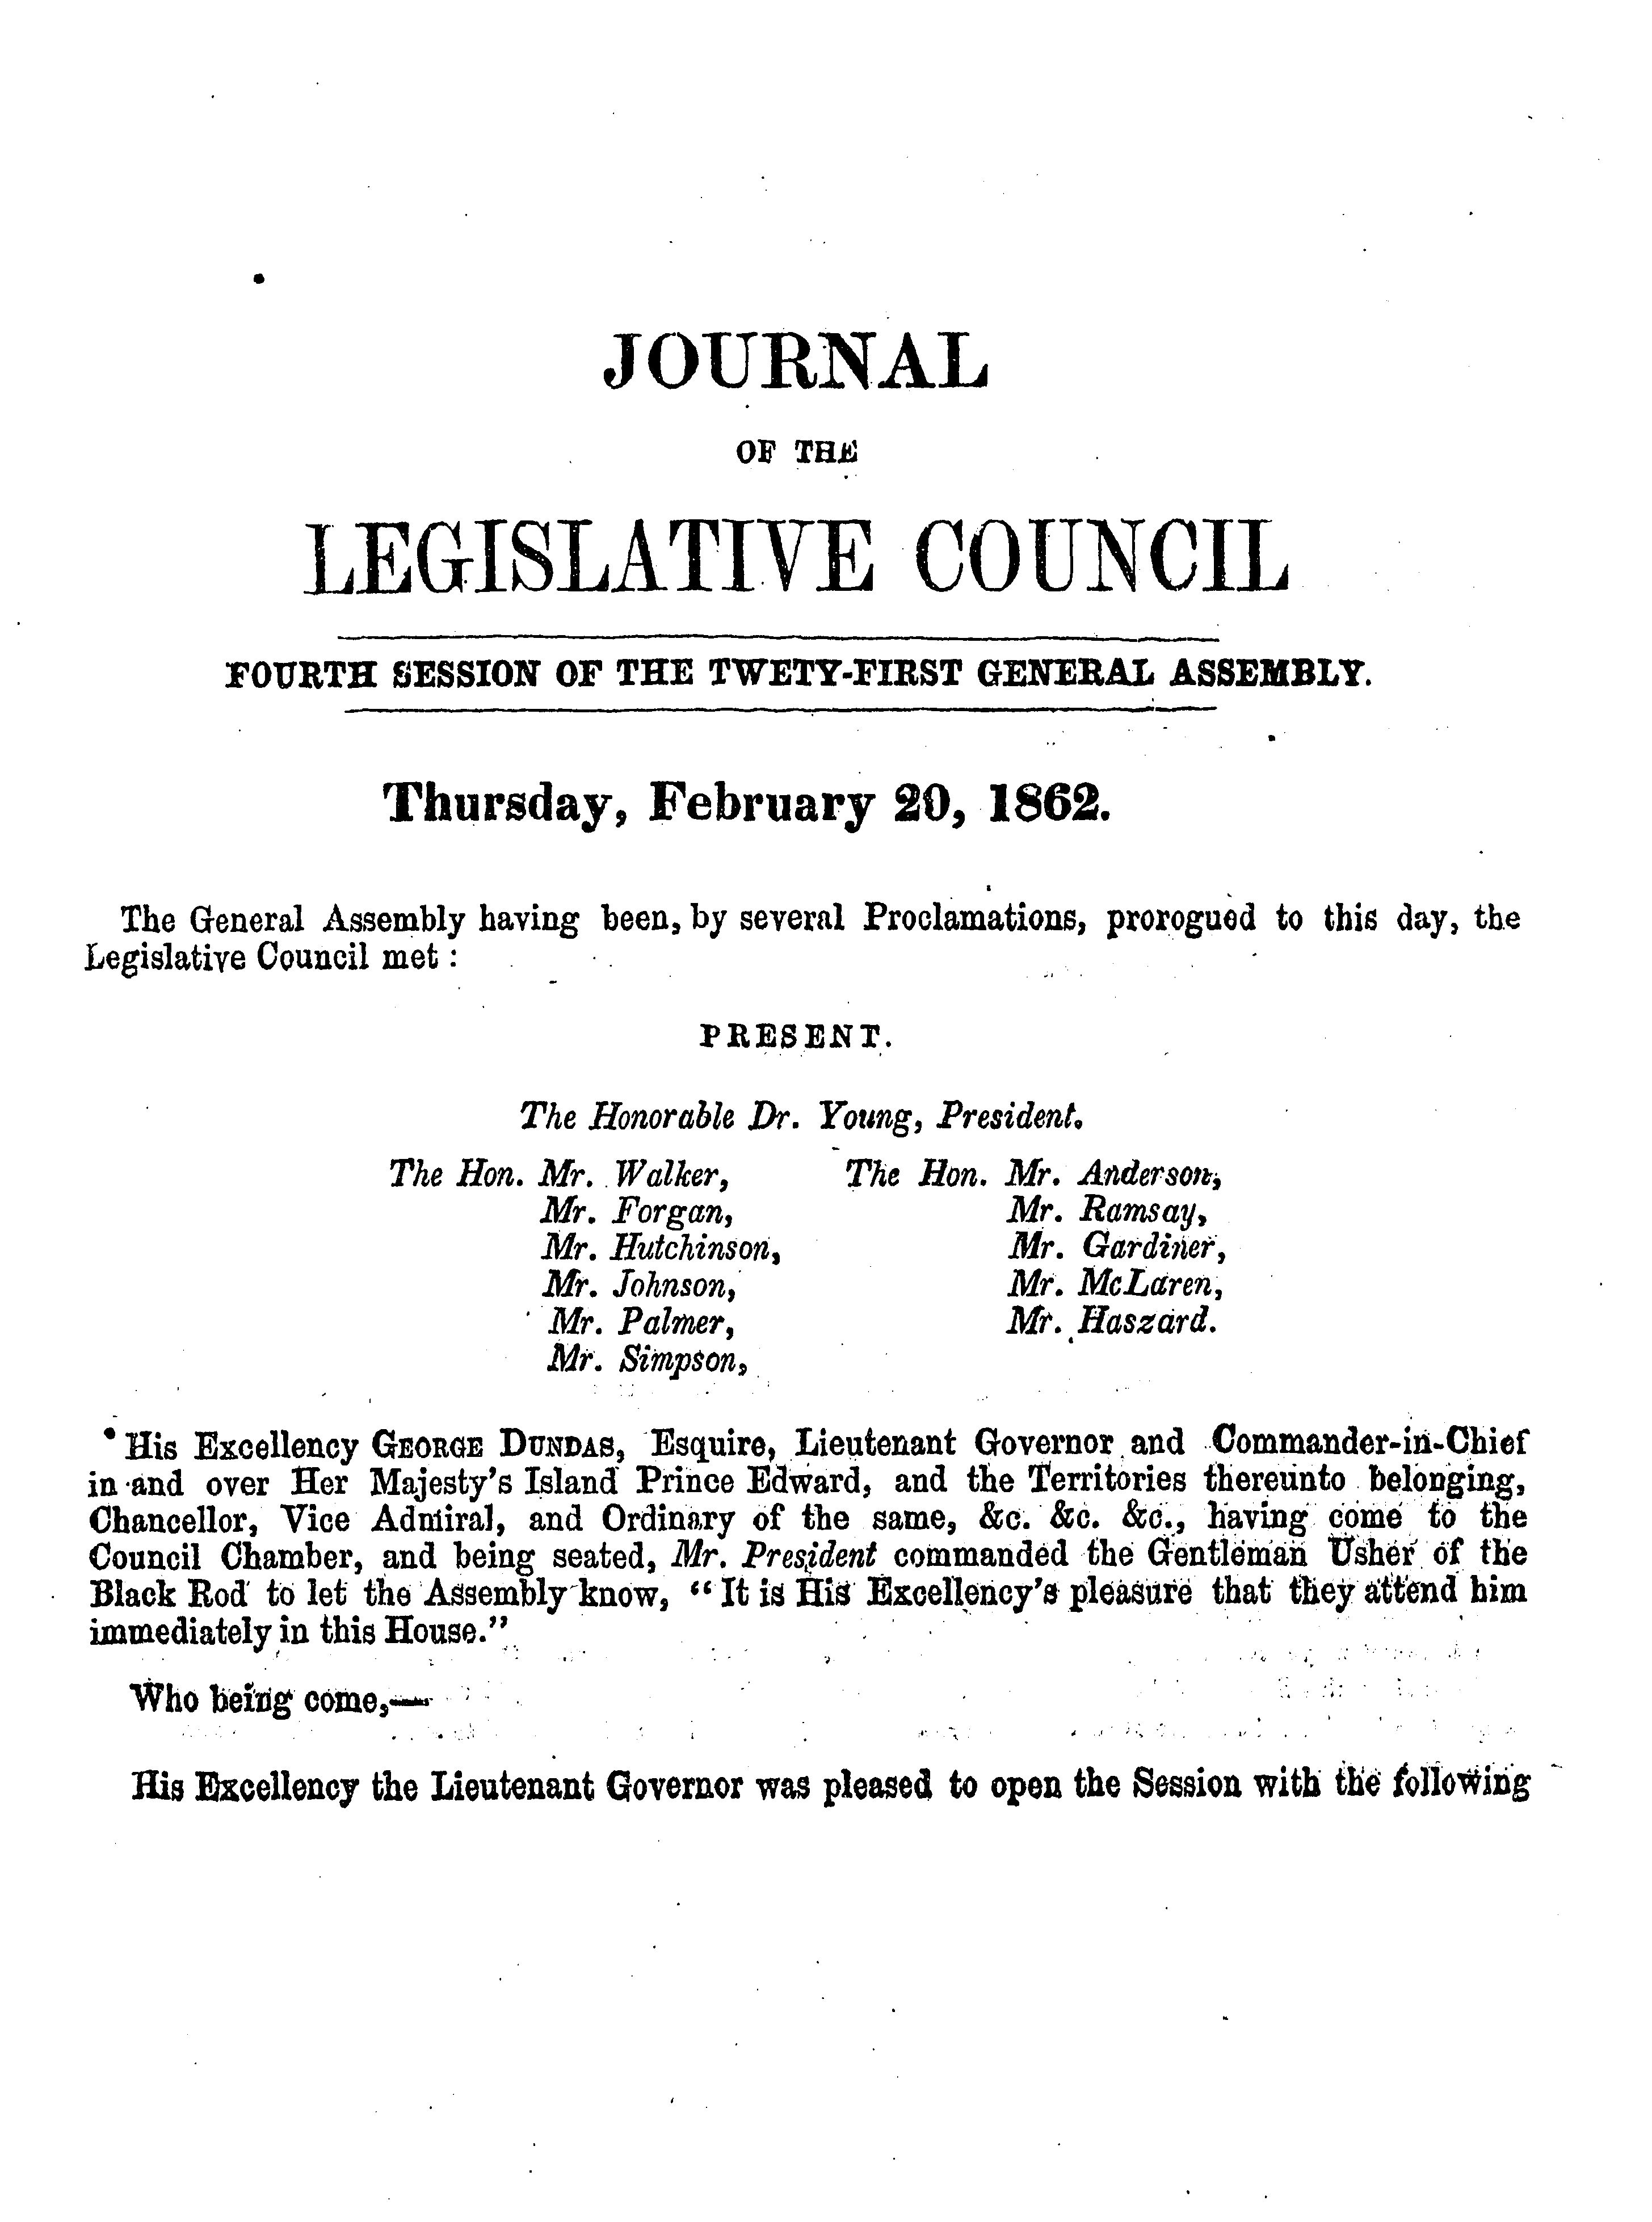 JOURNAL
OF THE
LEGISLATIVE COUNCIL
FOURTH SESSION OF THE TWETY-FIRST GENERAL ASSEMBLY.
Thursday, February 20, 1862.
The General Assembly having been, by several Proclamations, prorogued to this day, the
Legislative Council met :
PRESENT.
The Honorable Dr. Young, President.
The Hon. Mr. Walker, The Hon. Mr. Anderson,
Mr. Forgan, Mr. Ramsay,
Mr. Hutchinson, Mr. Gardiner,
Mr. Johnson, Mr. McLaren,
Mr. Palmer, Mr. Haszard.
Mr. Simpson,
His Excellency GEORGE DUNDAS, Esquire, Lieutenant Governor and Commander-in-Chief
in and over Her Majesty's Island Prince Edward, and the Territories thereunto belonging,
Chancellor, Vice Admiral, and Ordinary of the same, &c. &c. &c., having come to the
Council Chamber, and being seated, Mr. President commanded the Gentleman Usher of the
Black Rod to let the Assembly know, "It is His Excellency's pleasure that they attend him
immediately in this House."
Who being come,—
His Excellency the Lieutenant Governor was pleased to open the Session with the following